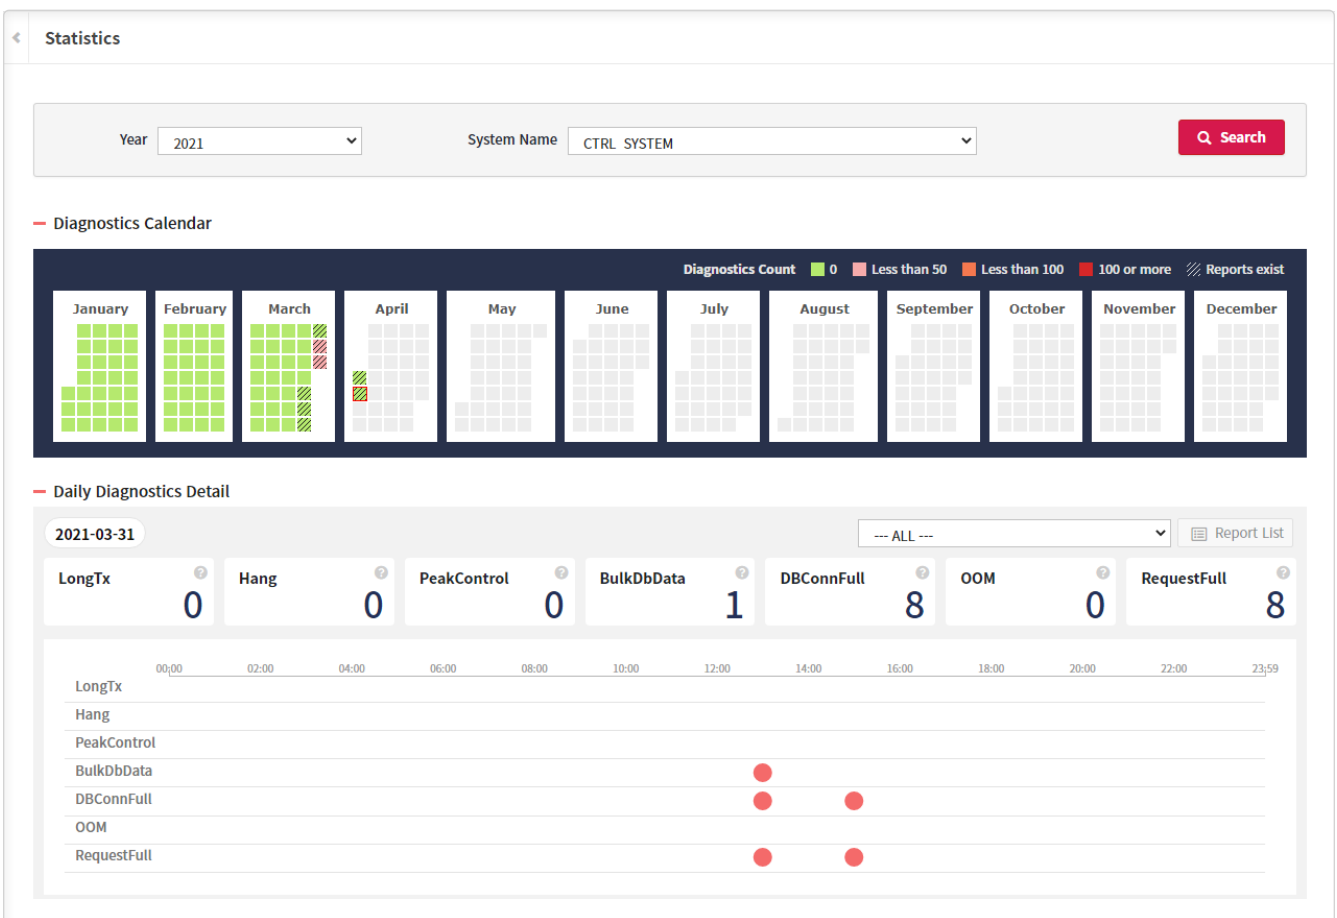 Statistics
Year 2021 System Name CTRL SYSTEM Search
Diagnostics Calendar
Diagnostics Count 0 Less than 50 Less than 100 100 or more Reports exist
January February March April May June July August September October November December
Daily Diagnostics Detail
2021-03-31 --- ALL --- Report List
LongTx ? Hang ? PeakControl ? BulkDbData ? DBConnFull ? OOM ? RequestFull ?
0 0 0 1 8 0 8
00:00 02:00 04:00 06:00 08:00 10:00 12:00 14:00 16:00 18:00 20:00 22:00 23:59
LongTx
Hang
PeakControl
BulkDbData
DBConnFull
OOM
RequestFull